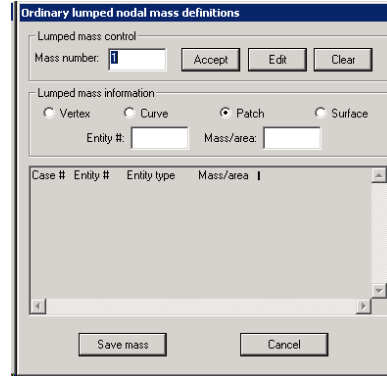 Ordinary lumped nodal mass definitions
Lumped mass control
Mass number: 1 Accept Edit Clear
Lumped mass information
Vertex Curve Patch Surface
Entity #: Mass/area:
Case # Entity # Entity type Mass/area
Save mass Cancel